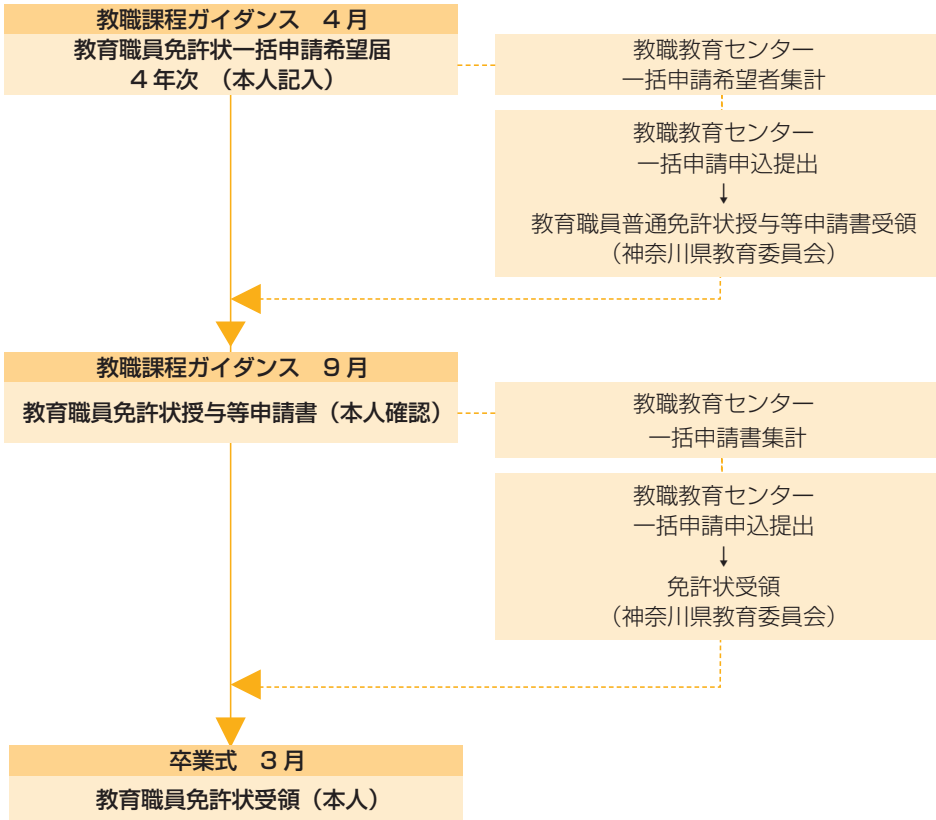 教職課程ガイダンス　4月
教育職員免許状一括申請希望届
4年次　（本人記入）
教職教育センター
一括申請希望者集計
教職教育センター
一括申請申込提出
↓
教育職員普通免許状授与等申請書受領
（神奈川県教育委員会）
教職課程ガイダンス　9月
教育職員免許状授与等申請書（本人確認）
教職教育センター
一括申請書集計
教職教育センター
一括申請申込提出
↓
免許状受領
（神奈川県教育委員会）
卒業式　3月
教育職員免許状受領（本人）